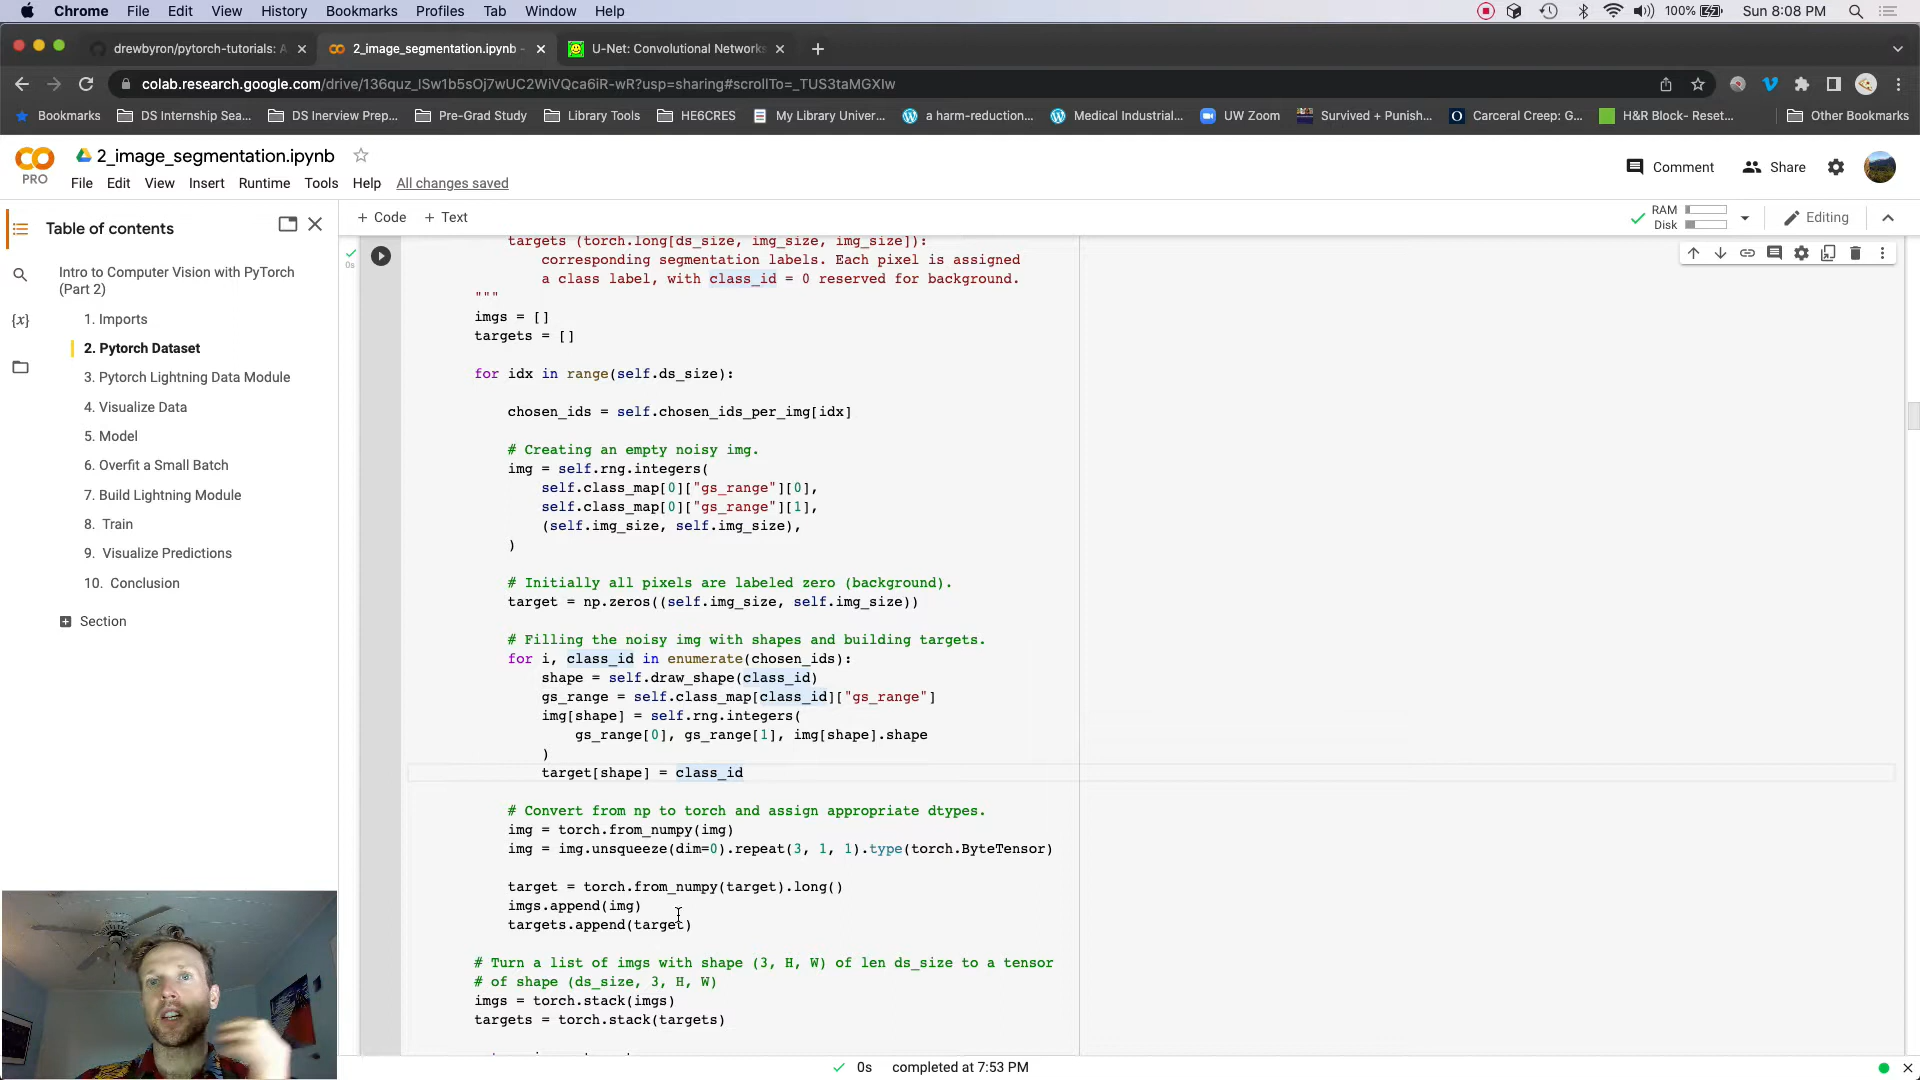 Chrome File Edit View History Bookmarks Profiles Tab Window Help 100% Sun 8:08 PM
drewbyron/pytorch-tutorials: A 2_image_segmentation.ipynb - U-Net: Convolutional Networks
colab.research.google.com/drive/136quz_lSw1b5sOj7wUC2WiVQca6iR-wR?usp=sharing#scrollTo=_TUS3taMGXIw
Bookmarks DS Internship Sea... DS Inerview Prep... Pre-Grad Study Library Tools HE6CRES My Library Univer... a harm-reduction... Medical Industrial... UW Zoom Survived + Punish... Carceral Creep: G... H&R Block- Reset... Other Bookmarks
2_image_segmentation.ipynb
PRO
File Edit View Insert Runtime Tools Help All changes saved
Comment Share
+ Code + Text
RAM
Disk
Editing
Table of contents
Intro to Computer Vision with PyTorch
(Part 2)
1. Imports
2. Pytorch Dataset
3. Pytorch Lightning Data Module
4. Visualize Data
5. Model
6. Overfit a Small Batch
7. Build Lightning Module
8. Train
9. Visualize Predictions
10. Conclusion
Section
{x}
0s
targets (torch.long[ds_size, img_size, img_size]):
corresponding segmentation labels. Each pixel is assigned
a class label, with class_id = 0 reserved for background.
"""
imgs = []
targets = []
for idx in range(self.ds_size):
chosen_ids = self.chosen_ids_per_img[idx]
# Creating an empty noisy img.
img = self.rng.integers(
self.class_map[0]["gs_range"][0],
self.class_map[0]["gs_range"][1],
(self.img_size, self.img_size),
)
# Initially all pixels are labeled zero (background).
target = np.zeros((self.img_size, self.img_size))
# Filling the noisy img with shapes and building targets.
for i, class_id in enumerate(chosen_ids):
shape = self.draw_shape(class_id)
gs_range = self.class_map[class_id]["gs_range"]
img[shape] = self.rng.integers(
gs_range[0], gs_range[1], img[shape].shape
)
target[shape] = class_id
# Convert from np to torch and assign appropriate dtypes.
img = torch.from_numpy(img)
img = img.unsqueeze(dim=0).repeat(3, 1, 1).type(torch.ByteTensor)
target = torch.from_numpy(target).long()
imgs.append(img)
targets.append(target)
# Turn a list of imgs with shape (3, H, W) of len ds_size to a tensor
# of shape (ds_size, 3, H, W)
imgs = torch.stack(imgs)
targets = torch.stack(targets)
0s completed at 7:53 PM